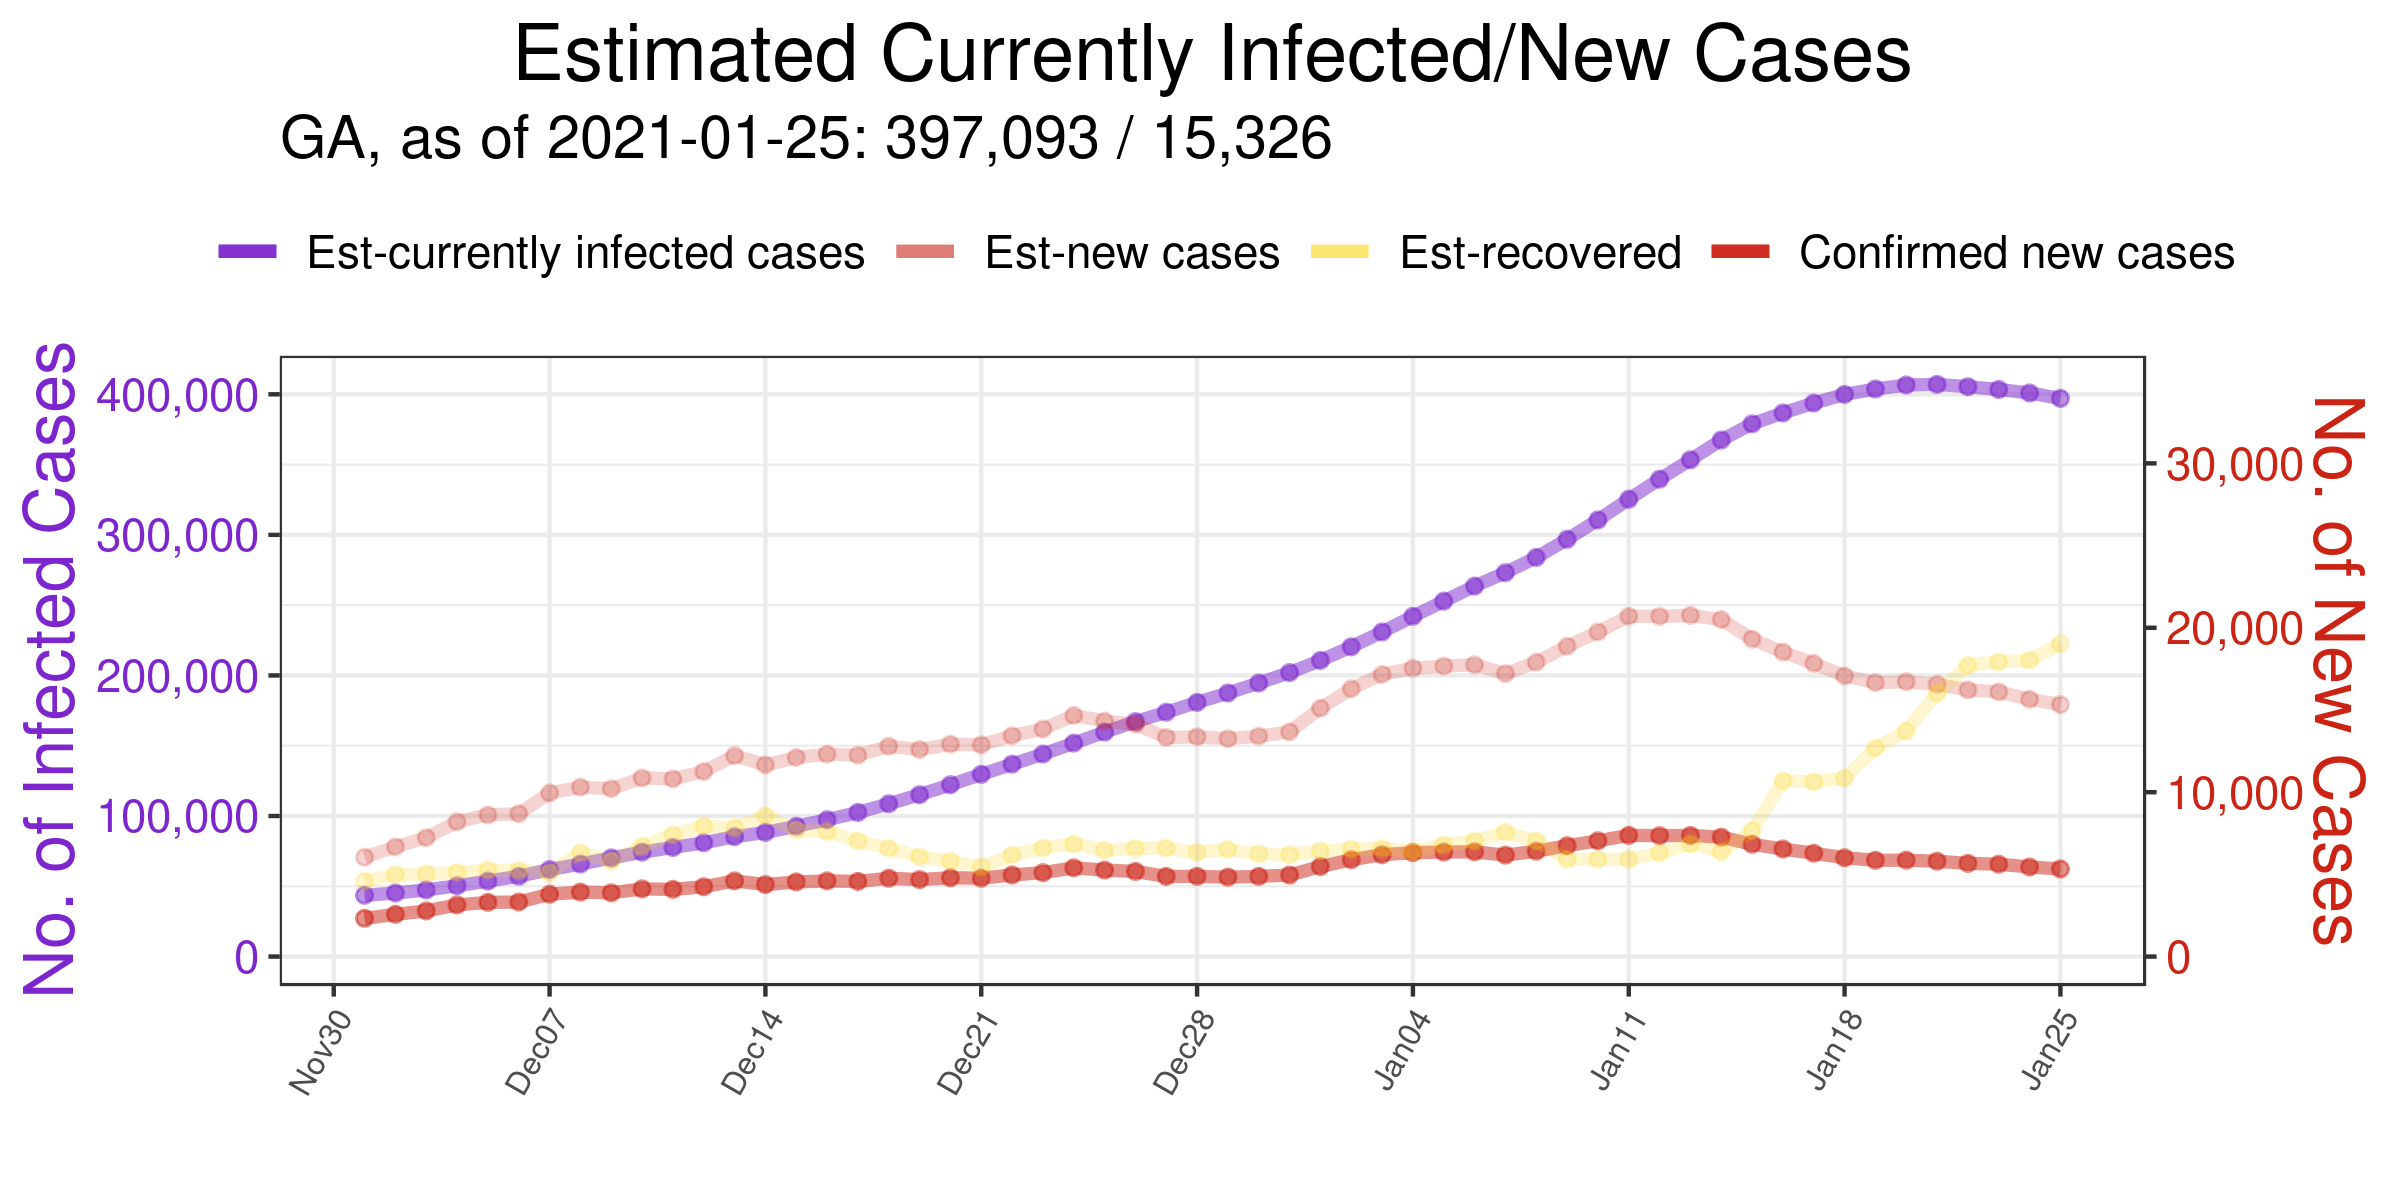 Estimated Currently Infected/New Cases
GA, as of 2021-01-25: 397,093 / 15,326
Est-currently infected cases Est-new cases Est-recovered Confirmed new cases
No. of Infected Cases
400,000
300,000
200,000
100,000
0
30,000
20,000
10,000
0
No. of New Cases
Nov30 Dec07 Dec14 Dec21 Dec28 Jan04 Jan11 Jan18 Jan25